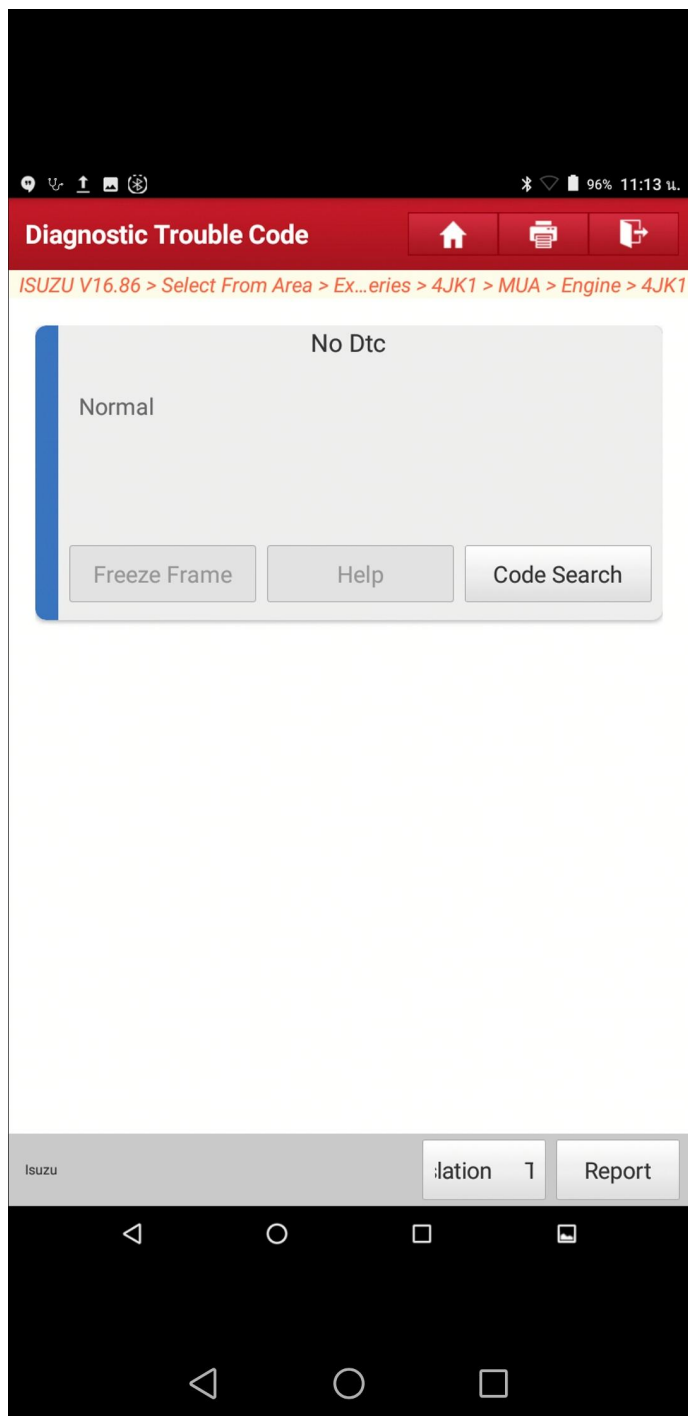 96% 11:13 น.
Diagnostic Trouble Code
ISUZU V16.86 > Select From Area > Ex...eries > 4JK1 > MUA > Engine > 4JK1
No Dtc
Normal
Freeze Frame Help Code Search
Isuzu slation T Report